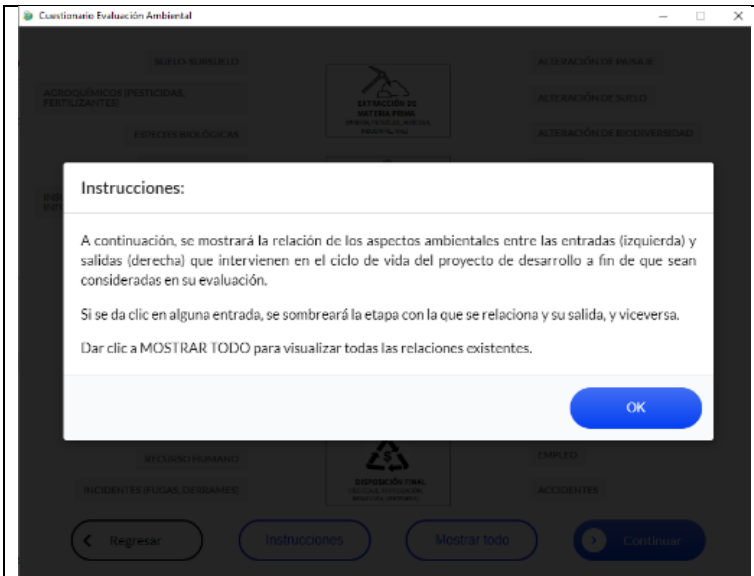 Cuestionario Evaluación Ambiental
SUELO-SUBSUELO
AGROQUÍMICOS (PESTICIDAS,
FERTILIZANTES)
ESPECIES BIOLÓGICAS
EXTRACCIÓN DE
MATERIA PRIMA
ALTERACIÓN DE PAISAJE
ALTERACIÓN DE SUELO
ALTERACIÓN DE BIODIVERSIDAD
Instrucciones:
A continuación, se mostrará la relación de los aspectos ambientales entre las entradas (izquierda) y
salidas (derecha) que intervienen en el ciclo de vida del proyecto de desarrollo a fin de que sean
consideradas en su evaluación.
Si se da clic en alguna entrada, se sombreará la etapa con la que se relaciona y su salida, y viceversa.
Dar clic a MOSTRAR TODO para visualizar todas las relaciones existentes.
OK
RECURSO HUMANO
INCIDENTES (FUGAS, DERRAMES)
DISPOSICIÓN FINAL
EMPLEO
ACCIDENTES
Regresar
Instrucciones
Mostrar todo
Continuar